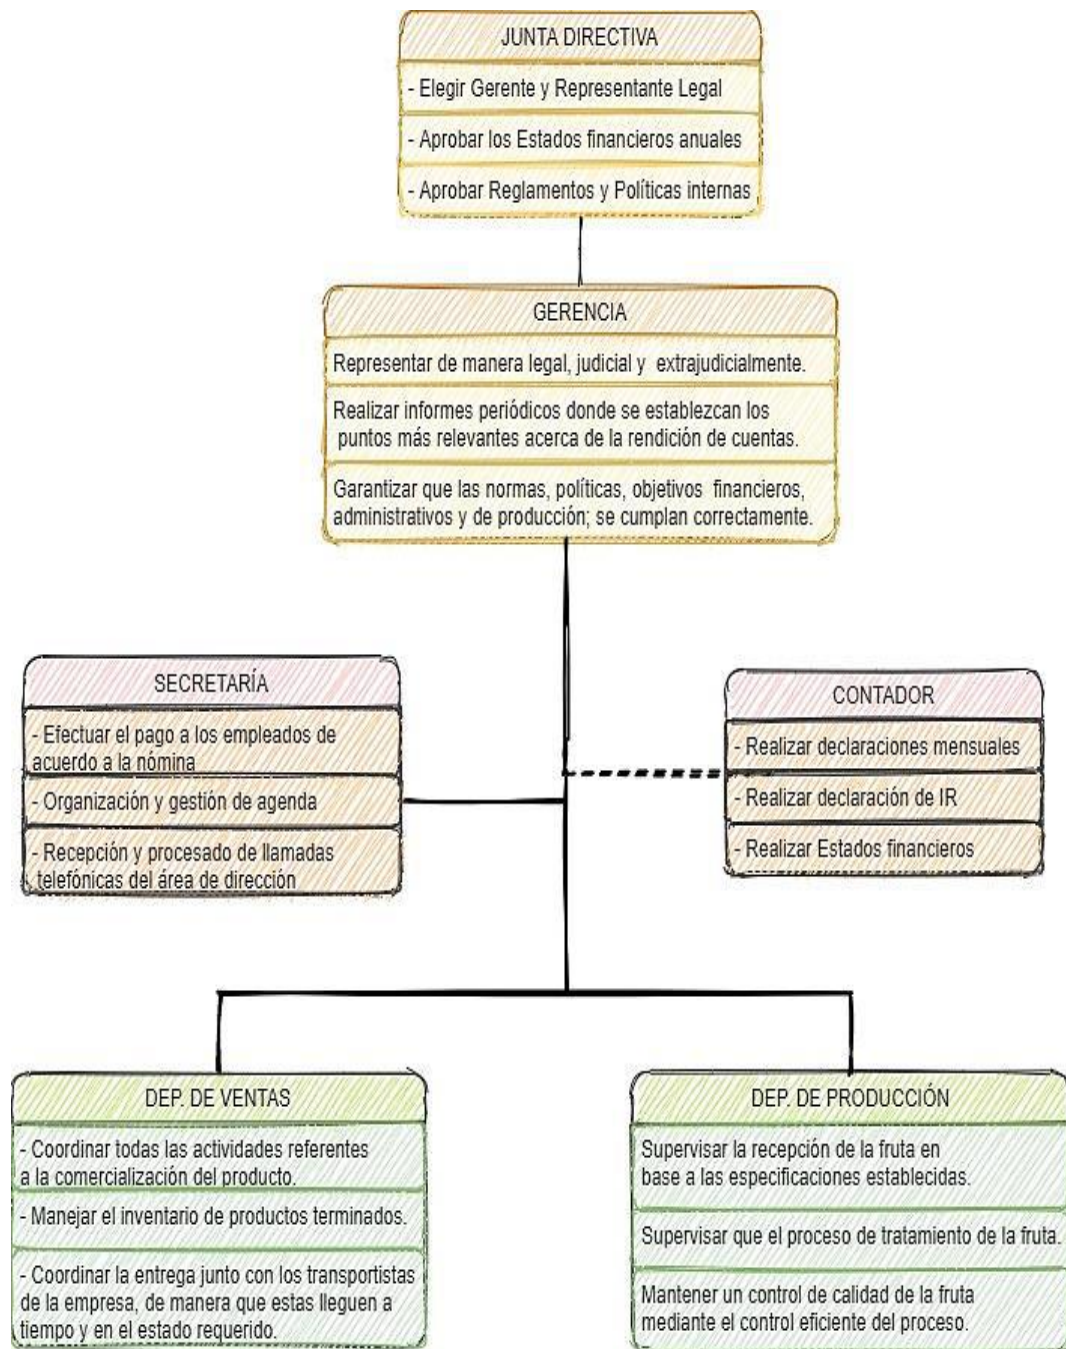 JUNTA DIRECTIVA
- Elegir Gerente y Representante Legal
- Aprobar los Estados financieros anuales
- Aprobar Reglamentos y Políticas internas
GERENCIA
Representar de manera legal, judicial y extrajudicialmente.
Realizar informes periódicos donde se establezcan los
puntos más relevantes acerca de la rendición de cuentas.
Garantizar que las normas, políticas, objetivos financieros,
administrativos y de producción; se cumplan correctamente.
SECRETARÍA
- Efectuar el pago a los empleados de
acuerdo a la nómina
- Organización y gestión de agenda
- Recepción y procesado de llamadas
telefónicas del área de dirección
CONTADOR
- Realizar declaraciones mensuales
- Realizar declaración de IR
- Realizar Estados financieros
DEP. DE VENTAS
- Coordinar todas las actividades referentes
a la comercialización del producto.
- Manejar el inventario de productos terminados.
- Coordinar la entrega junto con los transportistas
de la empresa, de manera que estas lleguen a
tiempo y en el estado requerido.
DEP. DE PRODUCCIÓN
Supervisar la recepción de la fruta en
base a las especificaciones establecidas.
Supervisar que el proceso de tratamiento de la fruta.
Mantener un control de calidad de la fruta
mediante el control eficiente del proceso.